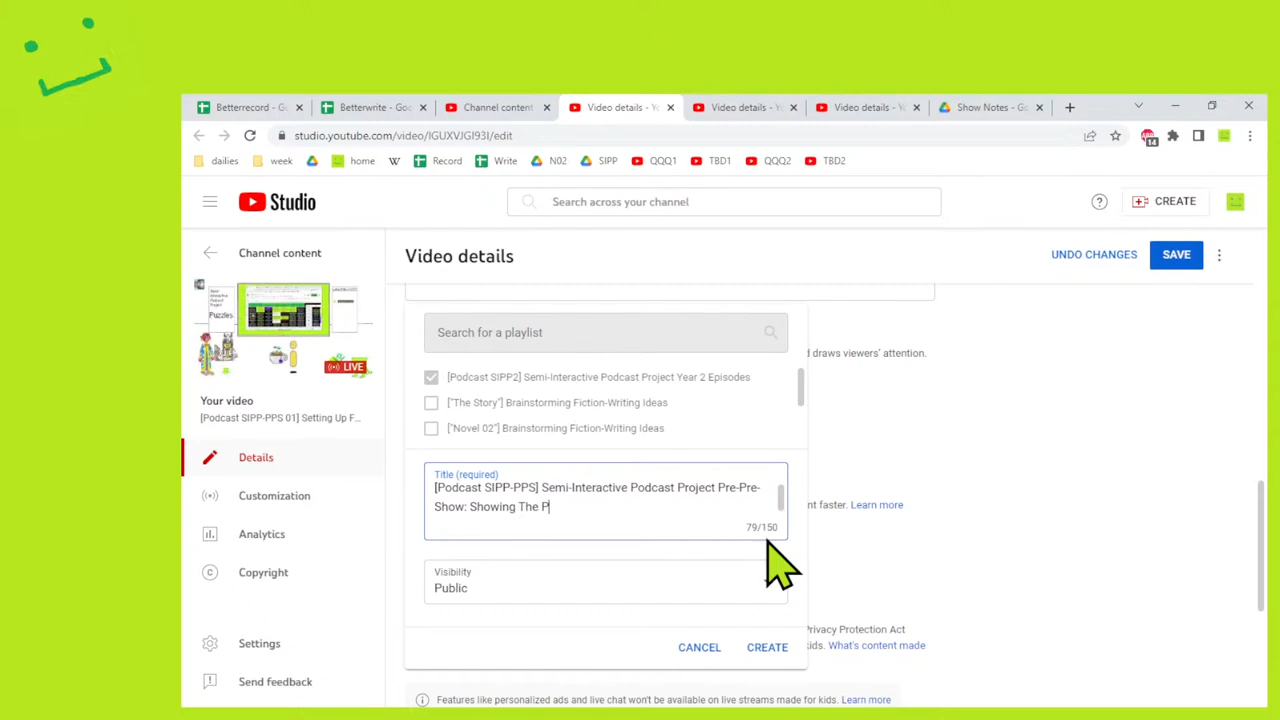 Betterrecord - Go
Betterwrite - Goo
Channel content
Video details - Yo
Video details - Yo
Video details - Yo
Show Notes - Go
studio.youtube.com/video/IGUXVJGI93I/edit
14
dailies
week
home
W
Record
Write
N02
SIPP
QQQ1
TBD1
QQQ2
TBD2
Studio
Search across your channel
CREATE
Channel content
Video details
UNDO CHANGES
SAVE
Puzzles
LIVE
Your video
[Podcast SIPP-PPS 01] Setting Up F...
Details
Customization
Analytics
Copyright
Settings
Send feedback
Search for a playlist
draws viewers' attention.
[Podcast SIPP2] Semi-Interactive Podcast Project Year 2 Episodes
["The Story"] Brainstorming Fiction-Writing Ideas
["Novel 02"] Brainstorming Fiction-Writing Ideas
Title (required)
[Podcast SIPP-PPS] Semi-Interactive Podcast Project Pre-Pre-
Show: Showing The P
79/150
nt faster. Learn more
Visibility
Public
Privacy Protection Act
kids. What's content made
CANCEL
CREATE
Features like personalized ads and live chat won't be available on live streams made for kids. Learn more